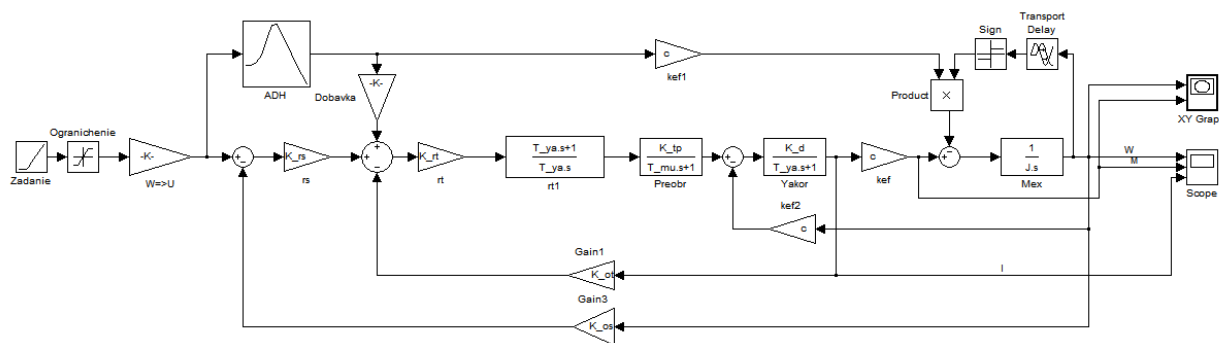 Transport
Delay
Sign
c
kef1
ADH
-K-
Dobavka
Product
×
XY Grap
Ogranichenie
Zadanie
-K-
W=>U
K_rs
rs
K_rt
rt
T_ya.s+1
T_ya.s
rt1
K_tp
T_mu.s+1
Preobr
K_d
T_ya.s+1
Yakor
c
kef
1
J.s
Mex
W
M
Scope
kef2
c
Gain1
K_ot
I
Gain3
K_os